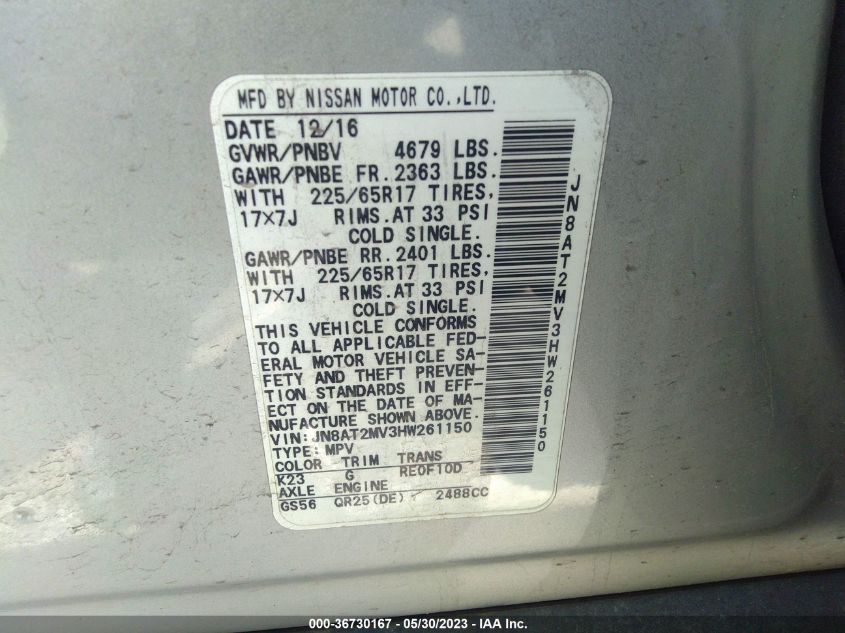 MFD BY NISSAN MOTOR CO.,LTD.
DATE 12/16
GVWR/PNBV 4679 LBS.
GAWR/PNBE FR. 2363 LBS.
WITH 225/65R17 TIRES,
17×7J RIMS. AT 33 PSI
COLD SINGLE.
GAWR/PNBE RR. 2401 LBS.
WITH 225/65R17 TIRES,
17×7J RIMS. AT 33 PSI
COLD SINGLE.
THIS VEHICLE CONFORMS
TO ALL APPLICABLE FED-
ERAL MOTOR VEHICLE SA-
FETY AND THEFT PREVEN-
TION STANDARDS IN EFF-
ECT ON THE DATE OF MA-
NUFACTURE SHOWN ABOVE.
VIN: JN8AT2MV3HW261150
TYPE: MPV
COLOR TRIM TRANS
K23 G RE0F10D
AXLE ENGINE
GS56 QR25(DE) 2488CC
JN8AT2MV3HW261150
000-36730167 — 05/30/2023 — IAA Inc.